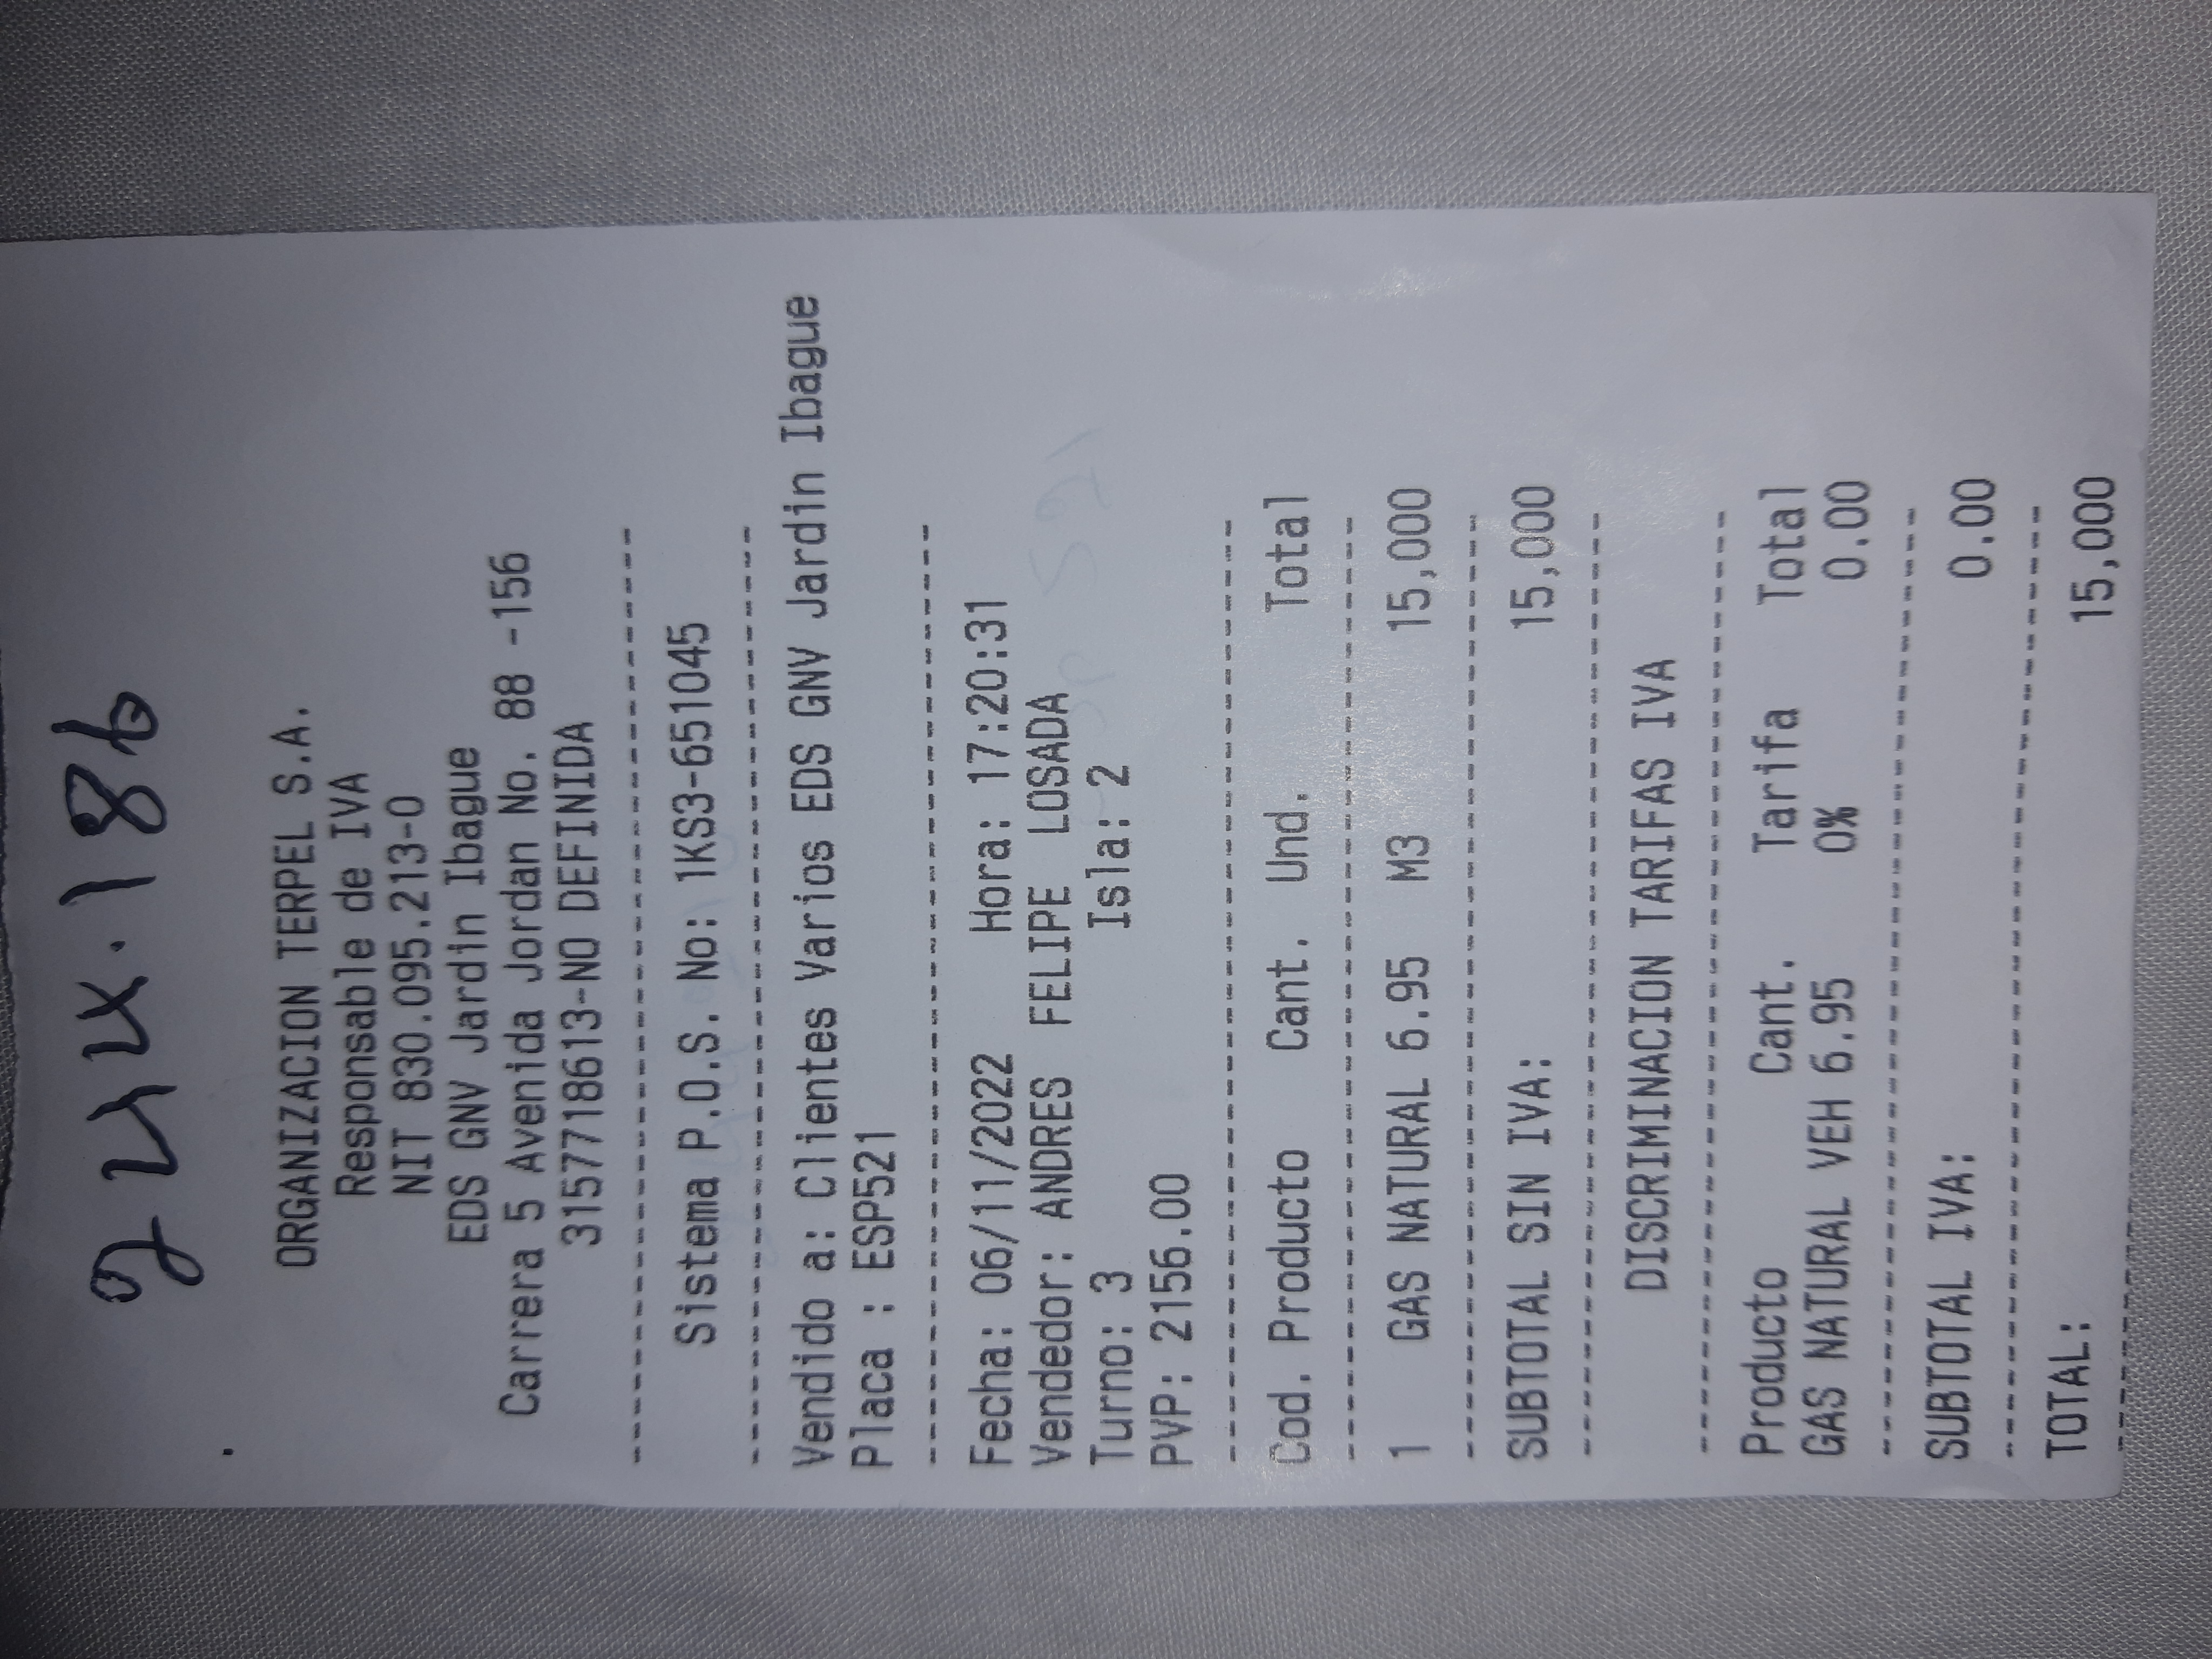 244.186
ORGANIZACION TERPEL S.A.
Responsable de IVA
NIT 830.095.213-0
EDS GNV Jardin Ibague
Carrera 5 Avenida Jordan No. 88 -156
3157718613-NO DEFINIDA
Sistema P.O.S. No: 1KS3-651045
Vendido a: Clientes Varios EDS GNV Jardin Ibague
Placa : ESP521
Fecha: 06/11/2022 Hora: 17:20:31
Vendedor: ANDRES FELIPE LOSADA
Turno: 3 Isla: 2
PVP: 2156.00
Cod. Producto Cant. Und. Total
1 GAS NATURAL 6.95 M3 15,000
SUBTOTAL SIN IVA: 15,000
DISCRIMINACION TARIFAS IVA
Producto Cant. Tarifa Total
GAS NATURAL VEH 6.95 0% 0.00
SUBTOTAL IVA: 0.00
TOTAL: 15,000